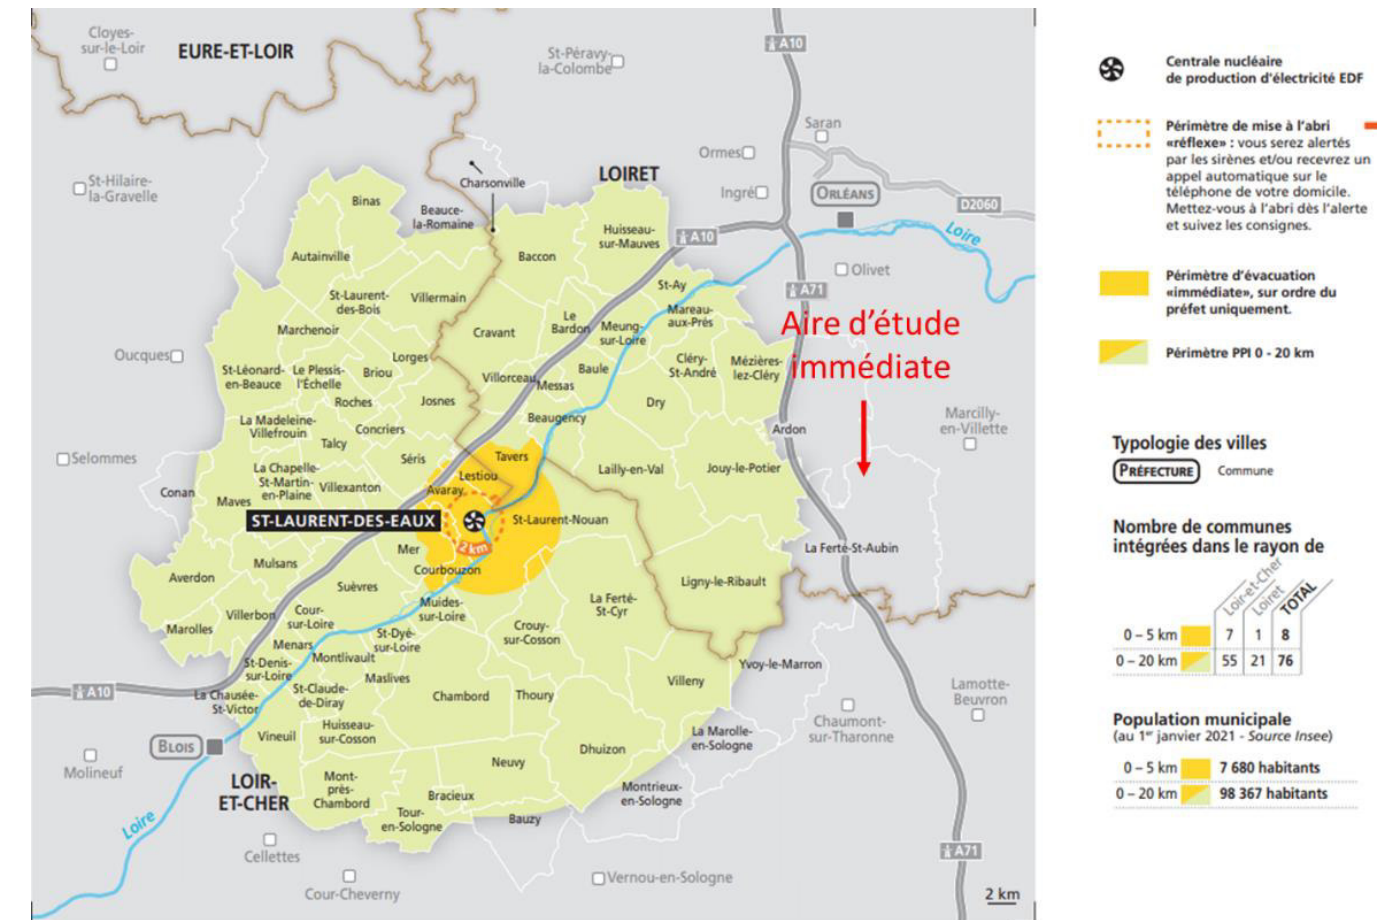 Cloyes-
sur-le-Loir
EURE-ET-LOIR
St-Péravy-
la-Colombe
A10
Saran
Ormes
Charsonville
LOIRET
St-Hilaire-
la-Gravelle
Ingré
ORLÉANS
D2060
Binas
Beauce-
la-Romaine
Huisseau-
sur-Mauves
A10
Loire
Autainville
Baccon
Olivet
St-Laurent-
des-Bois
Villermain
St-Ay
A71
Marchenoir
Cravant
Le
Bardon
Meung-
sur-Loire
Mareau-
aux-Prés
Aire d'étude
immédiate
Oucques
St-Léonard-
en-Beauce
Le Plessis-
l'Échelle
Briou
Lorges
Villorceau
Messas
Baule
Cléry-
St-André
Mézières-
lez-Cléry
Roches
Josnes
Dry
La Madeleine-
Villefrouin
Talcy
Concriers
Beaugency
Ardon
Marcilly-
en-Villette
Selommes
Séris
Tavers
Conan
Maves
La Chapelle-
St-Martin-
en-Plaine
Villexanton
Avaray
Lestiou
Lailly-en-Val
Jouy-le-Potier
ST-LAURENT-DES-EAUX
St-Laurent-Nouan
2 km
Mer
La Ferté-St-Aubin
Averdon
Mulsans
Courbouzon
Suèvres
Ligny-le-Ribault
Marolles
Villerbon
Cour-
sur-Loire
Muides-
sur-Loire
La Ferté-
St-Cyr
Menars
St-Dyé-
sur-Loire
Crouy-
sur-Cosson
St-Denis-
sur-Loire
Montlivault
Maslives
Yvoy-le-Marron
A10
La Chausée-
St-Victor
St-Claude-
de-Diray
Chambord
Thoury
Villeny
Lamotte-
Beuvron
Vineuil
Huisseau-
sur-Cosson
Chaumont-
sur-Tharonne
BLOIS
Molineuf
La Marolle-
en-Sologne
Dhuizon
Neuvy
LOIR-
ET-CHER
Mont-
près-
Chambord
Bracieux
Montrieux-
en-Sologne
Tour-
en-Sologne
Bauzy
Loire
Cellettes
A71
Cour-Cheverny
Vernou-en-Sologne
2 km
Centrale nucléaire
de production d'électricité EDF
Périmètre de mise à l'abri
«réflexe» : vous serez alertés
par les sirènes et/ou recevrez un
appel automatique sur le
téléphone de votre domicile.
Mettez-vous à l'abri dès l'alerte
et suivez les consignes.
Périmètre d'évacuation
«immédiate», sur ordre du
préfet uniquement.
Périmètre PPI 0 - 20 km
Typologie des villes
PRÉFECTURE Commune
Nombre de communes
intégrées dans le rayon de
Loir-et-Cher Loiret TOTAL
0 – 5 km 7 1 8
0 – 20 km 55 21 76
Population municipale
(au 1er janvier 2021 - Source Insee)
0 – 5 km 7 680 habitants
0 – 20 km 98 367 habitants